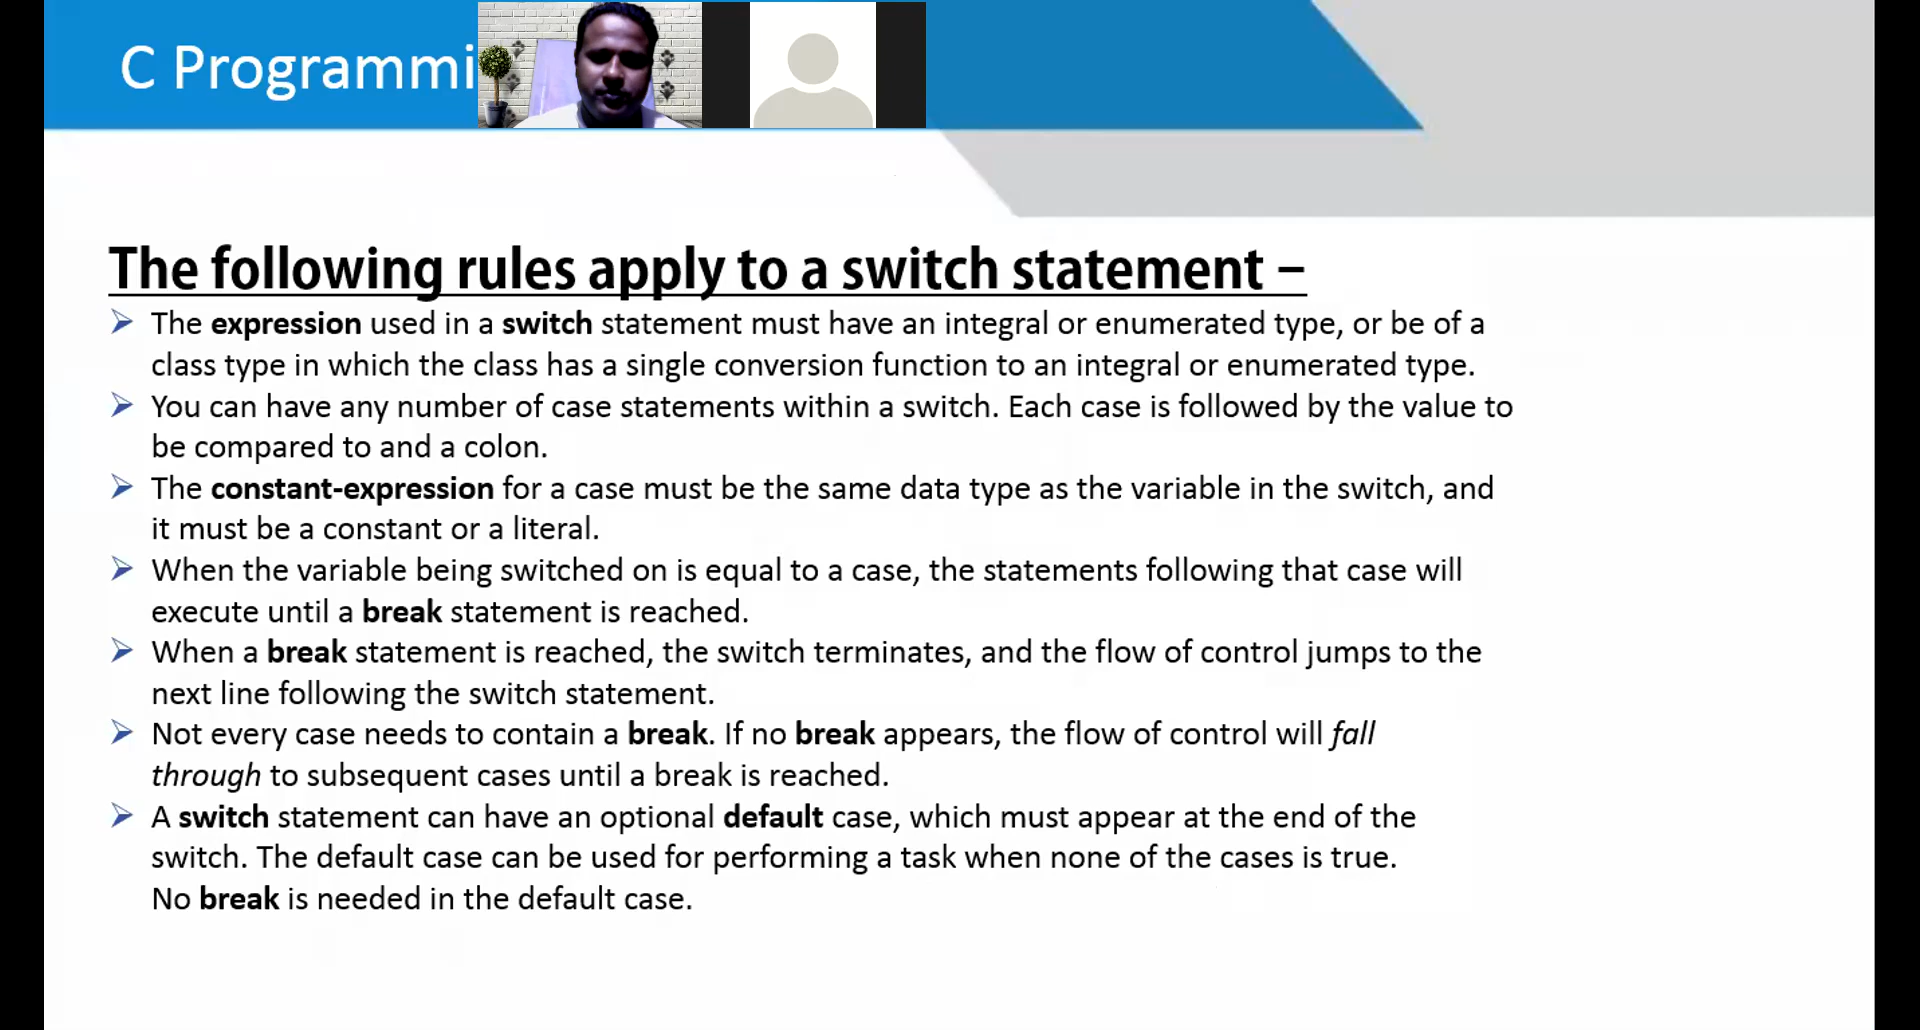 C Programmi
The following rules apply to a switch statement –
The expression used in a switch statement must have an integral or enumerated type, or be of a
class type in which the class has a single conversion function to an integral or enumerated type.
You can have any number of case statements within a switch. Each case is followed by the value to
be compared to and a colon.
The constant-expression for a case must be the same data type as the variable in the switch, and
it must be a constant or a literal.
When the variable being switched on is equal to a case, the statements following that case will
execute until a break statement is reached.
When a break statement is reached, the switch terminates, and the flow of control jumps to the
next line following the switch statement.
Not every case needs to contain a break. If no break appears, the flow of control will fall
through to subsequent cases until a break is reached.
A switch statement can have an optional default case, which must appear at the end of the
switch. The default case can be used for performing a task when none of the cases is true.
No break is needed in the default case.